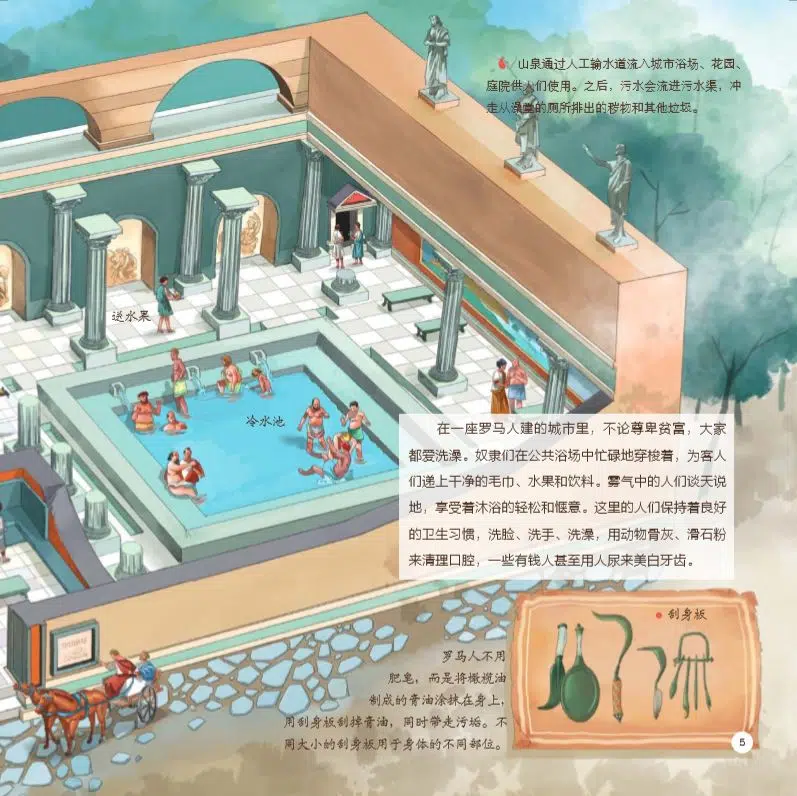 山泉通过人工输水道流入城市浴场、花园、
庭院供人们使用。之后，污水会流进污水渠，冲
走从澡堂的厕所排出的秽物和其他垃圾。
送水果
冷水池
在一座罗马人建的城市里，不论尊卑贫富，大家
都爱洗澡。奴隶们在公共浴场中忙碌地穿梭着，为客人
们递上干净的毛巾、水果和饮料。雾气中的人们谈天说
地，享受着沐浴的轻松和惬意。这里的人们保持着良好
的卫生习惯，洗脸、洗手、洗澡，用动物骨灰、滑石粉
来清理口腔，一些有钱人甚至用人尿来美白牙齿。
刮身板
罗马人不用
肥皂，而是将橄榄油
制成的膏油涂抹在身上，
用刮身板刮掉膏油，同时带走污垢。不
同大小的刮身板用于身体的不同部位。
5